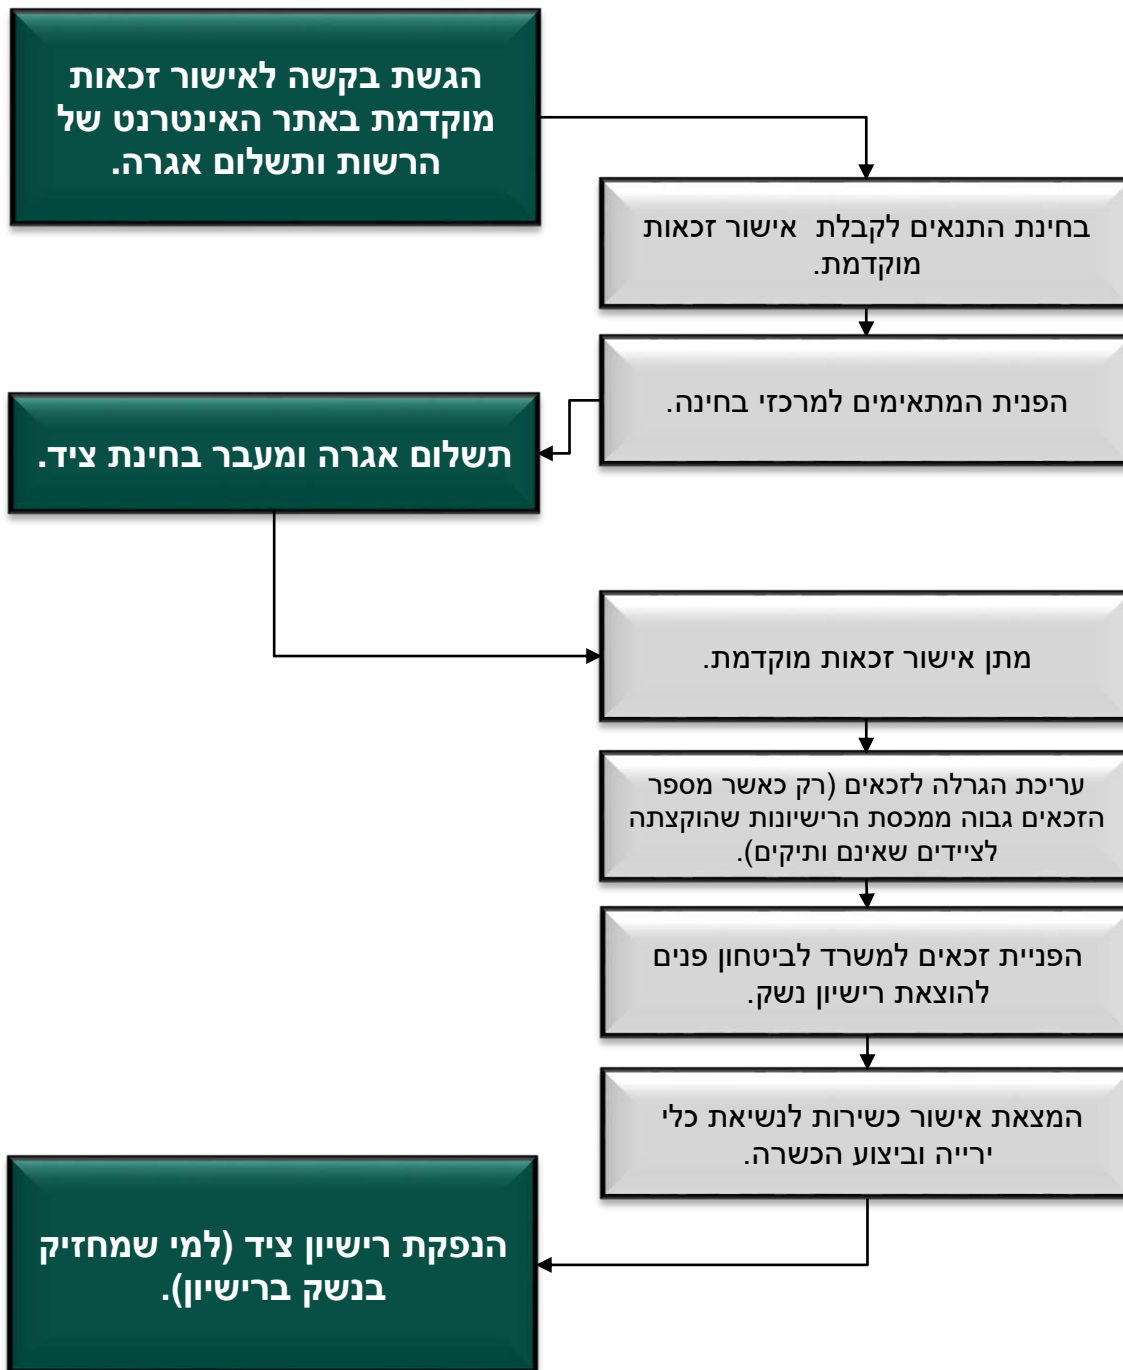 הגשת בקשה לאישור זכאות
מוקדמת באתר האינטרנט של
הרשות ותשלום אגרה.
בחינת התנאים לקבלת אישור זכאות
מוקדמת.
הפנית המתאימים למרכזי בחינה.
תשלום אגרה ומעבר בחינת ציד.
מתן אישור זכאות מוקדמת.
עריכת הגרלה לזכאים (רק כאשר מספר
הזכאים גבוה ממכסת הרישיונות שהוקצתה
לציידים שאינם ותיקים).
הפניית זכאים למשרד לביטחון פנים
להוצאת רישיון נשק.
המצאת אישור כשירות לנשיאת כלי
ירייה וביצוע הכשרה.
הנפקת רישיון ציד (למי שמחזיק
בנשק ברישיון).